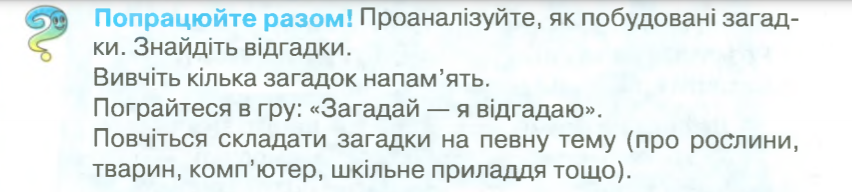 Попрацюйте разом! Проаналізуйте, як побудовані загад-
ки. Знайдіть відгадки.
Вивчіть кілька загадок напам’ять.
Пограйтеся в гру: «Загадай — я відгадаю».
Повчіться складати загадки на певну тему (про рослини,
тварин, комп’ютер, шкільне приладдя тощо).